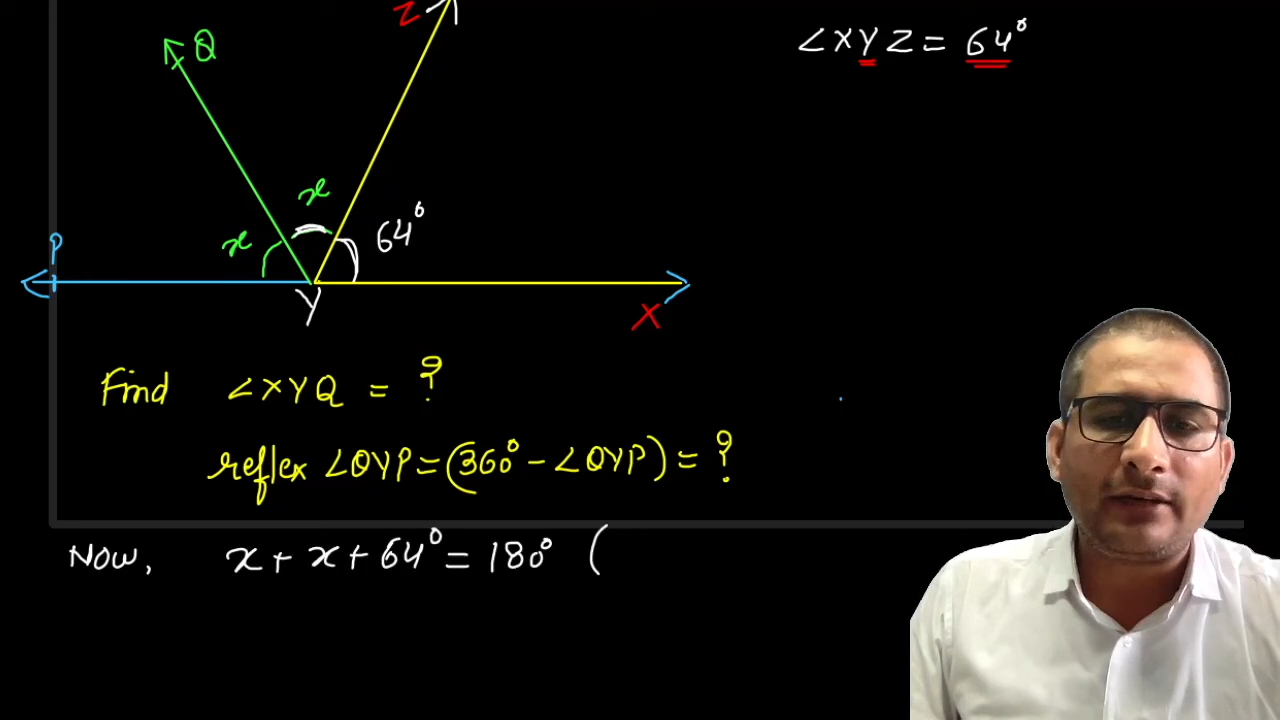 Z
∠XYZ = 64°
Q
x
x
64°
P
Y
X
Find ∠XYQ = ?
reflex ∠QYP = (360° - ∠QYP) = ?
Now, x + x + 64° = 180° (